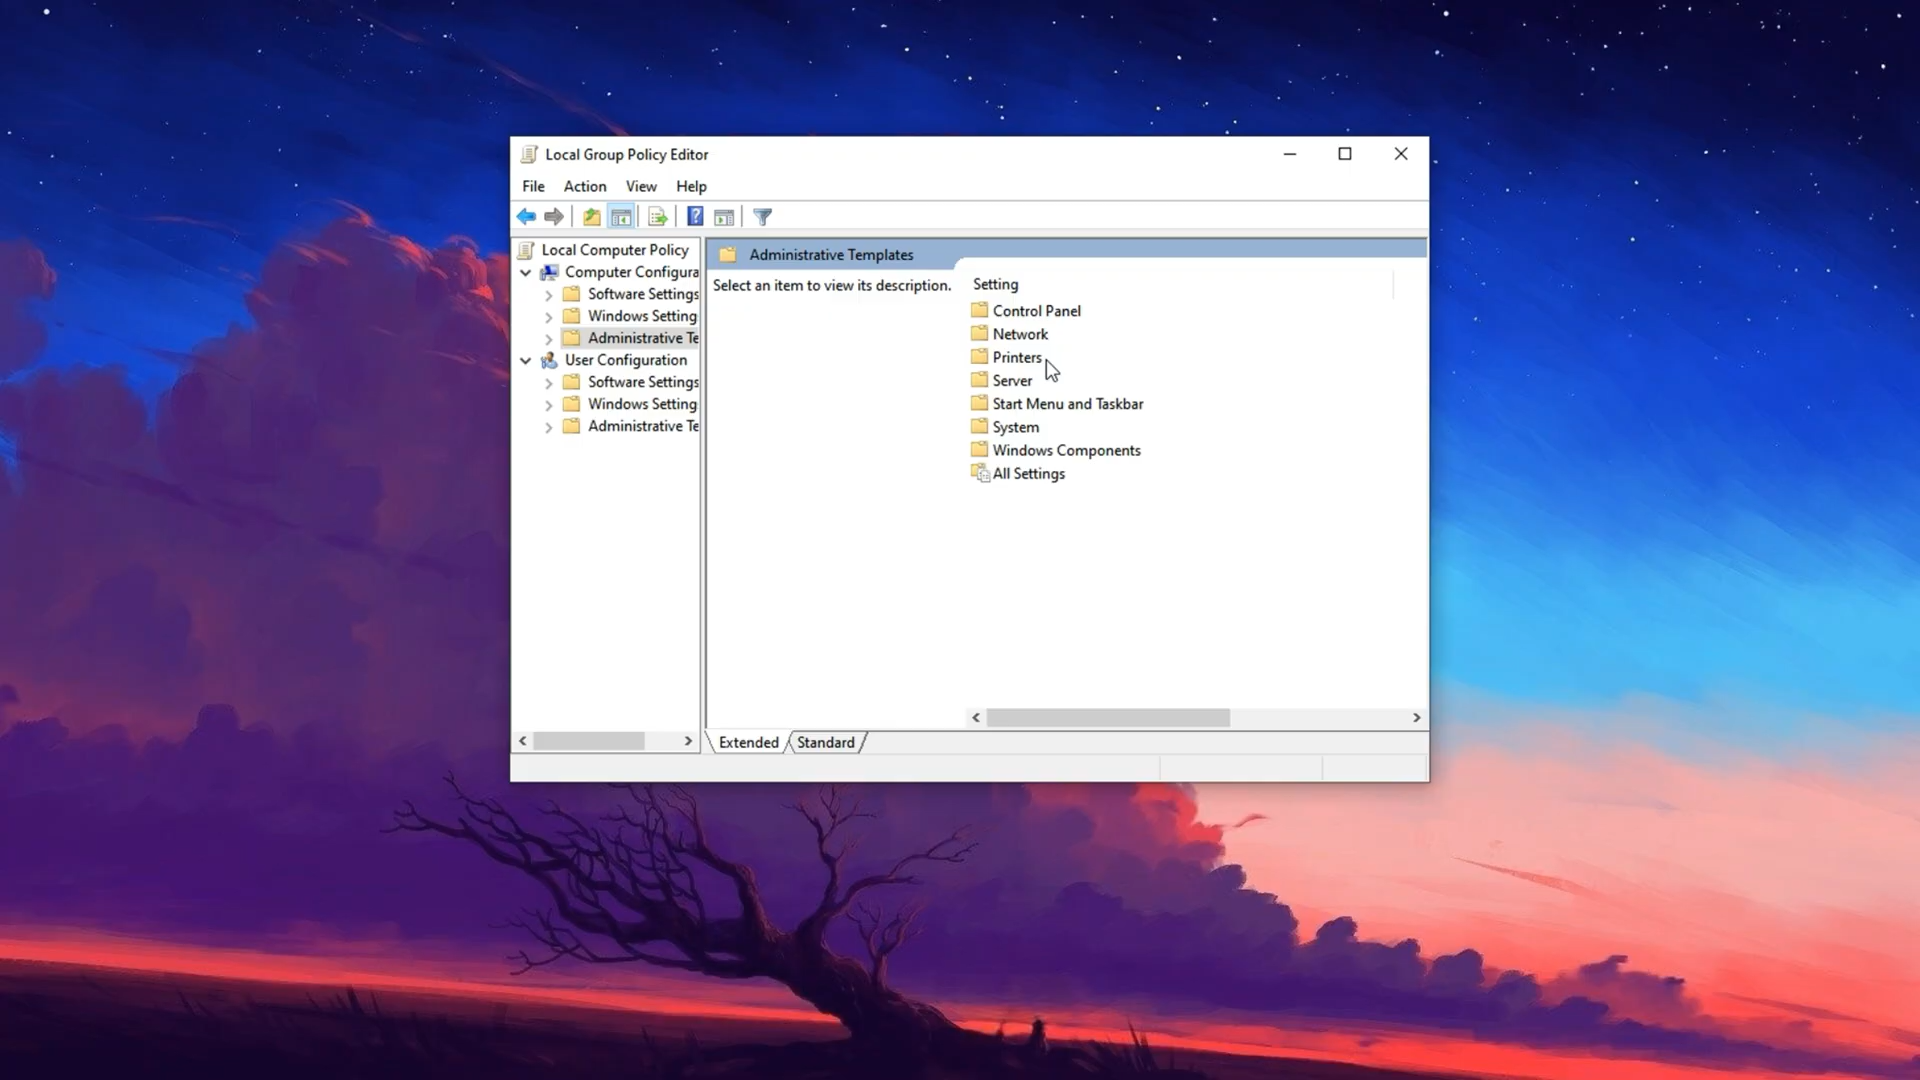 Local Group Policy Editor
File Action View Help
Local Computer Policy
Computer Configura
Software Settings
Windows Setting
Administrative Te
User Configuration
Software Settings
Windows Setting
Administrative Te
Administrative Templates
Select an item to view its description.
Setting
Control Panel
Network
Printers
Server
Start Menu and Taskbar
System
Windows Components
All Settings
Extended Standard